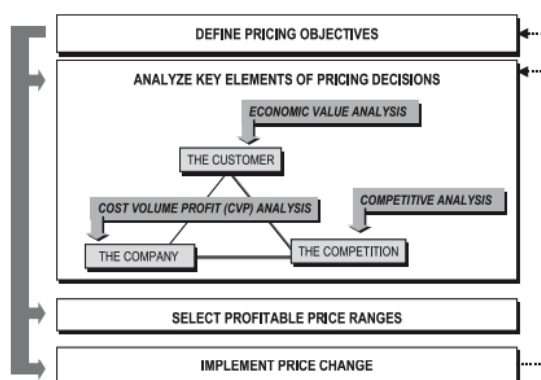 DEFINE PRICING OBJECTIVES
ANALYZE KEY ELEMENTS OF PRICING DECISIONS
ECONOMIC VALUE ANALYSIS
THE CUSTOMER
COST VOLUME PROFIT (CVP) ANALYSIS
COMPETITIVE ANALYSIS
THE COMPANY
THE COMPETITION
SELECT PROFITABLE PRICE RANGES
IMPLEMENT PRICE CHANGE